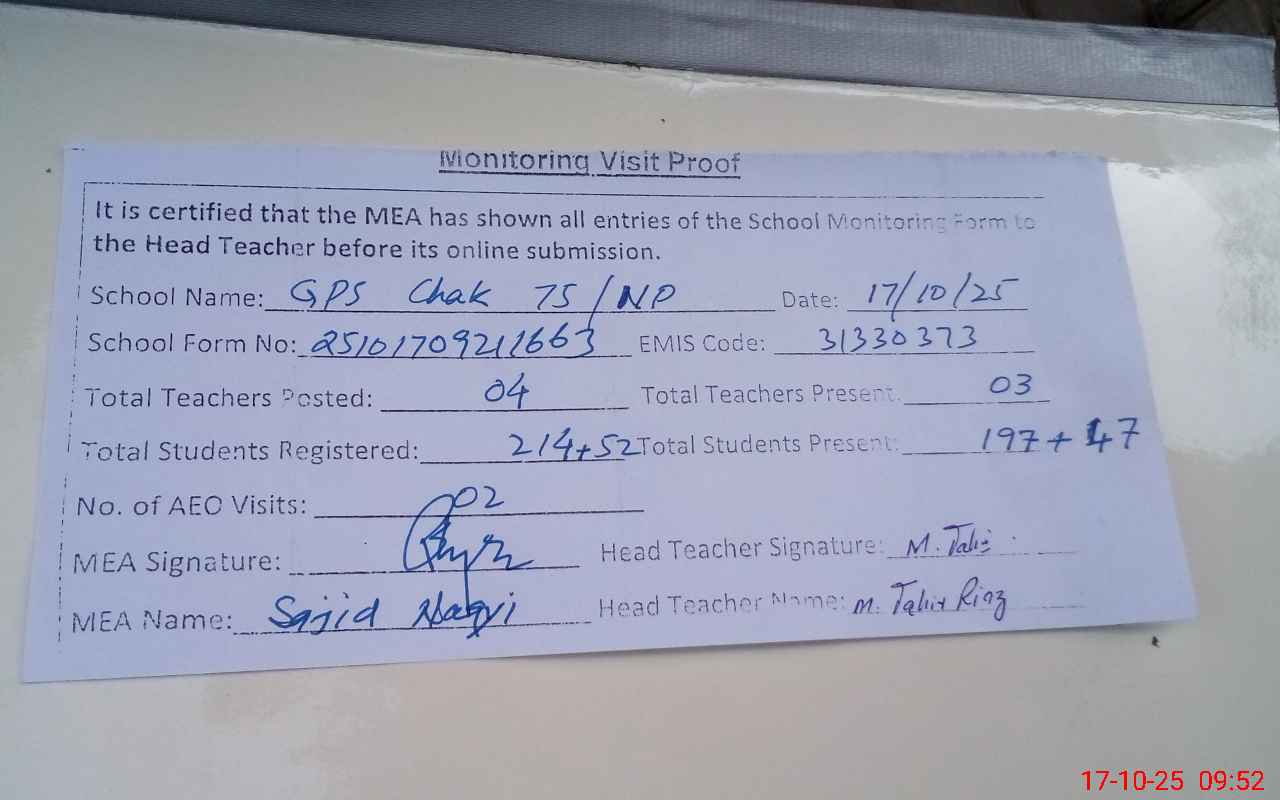 Monitoring Visit Proof
It is certified that the MEA has shown all entries of the School Monitoring Form to
the Head Teacher before its online submission.
School Name: GPS Chak 75/NP Date: 17/10/25
School Form No: 25101709211663 EMIS Code: 31330373
Total Teachers Posted: 04 Total Teachers Present: 03
Total Students Registered: 214+52 Total Students Present: 197+47
No. of AEO Visits: 02
MEA Signature: Head Teacher Signature: M. Tahir
MEA Name: Sajid Naqvi Head Teacher Name: M. Tahir Riaz
17-10-25 09:52